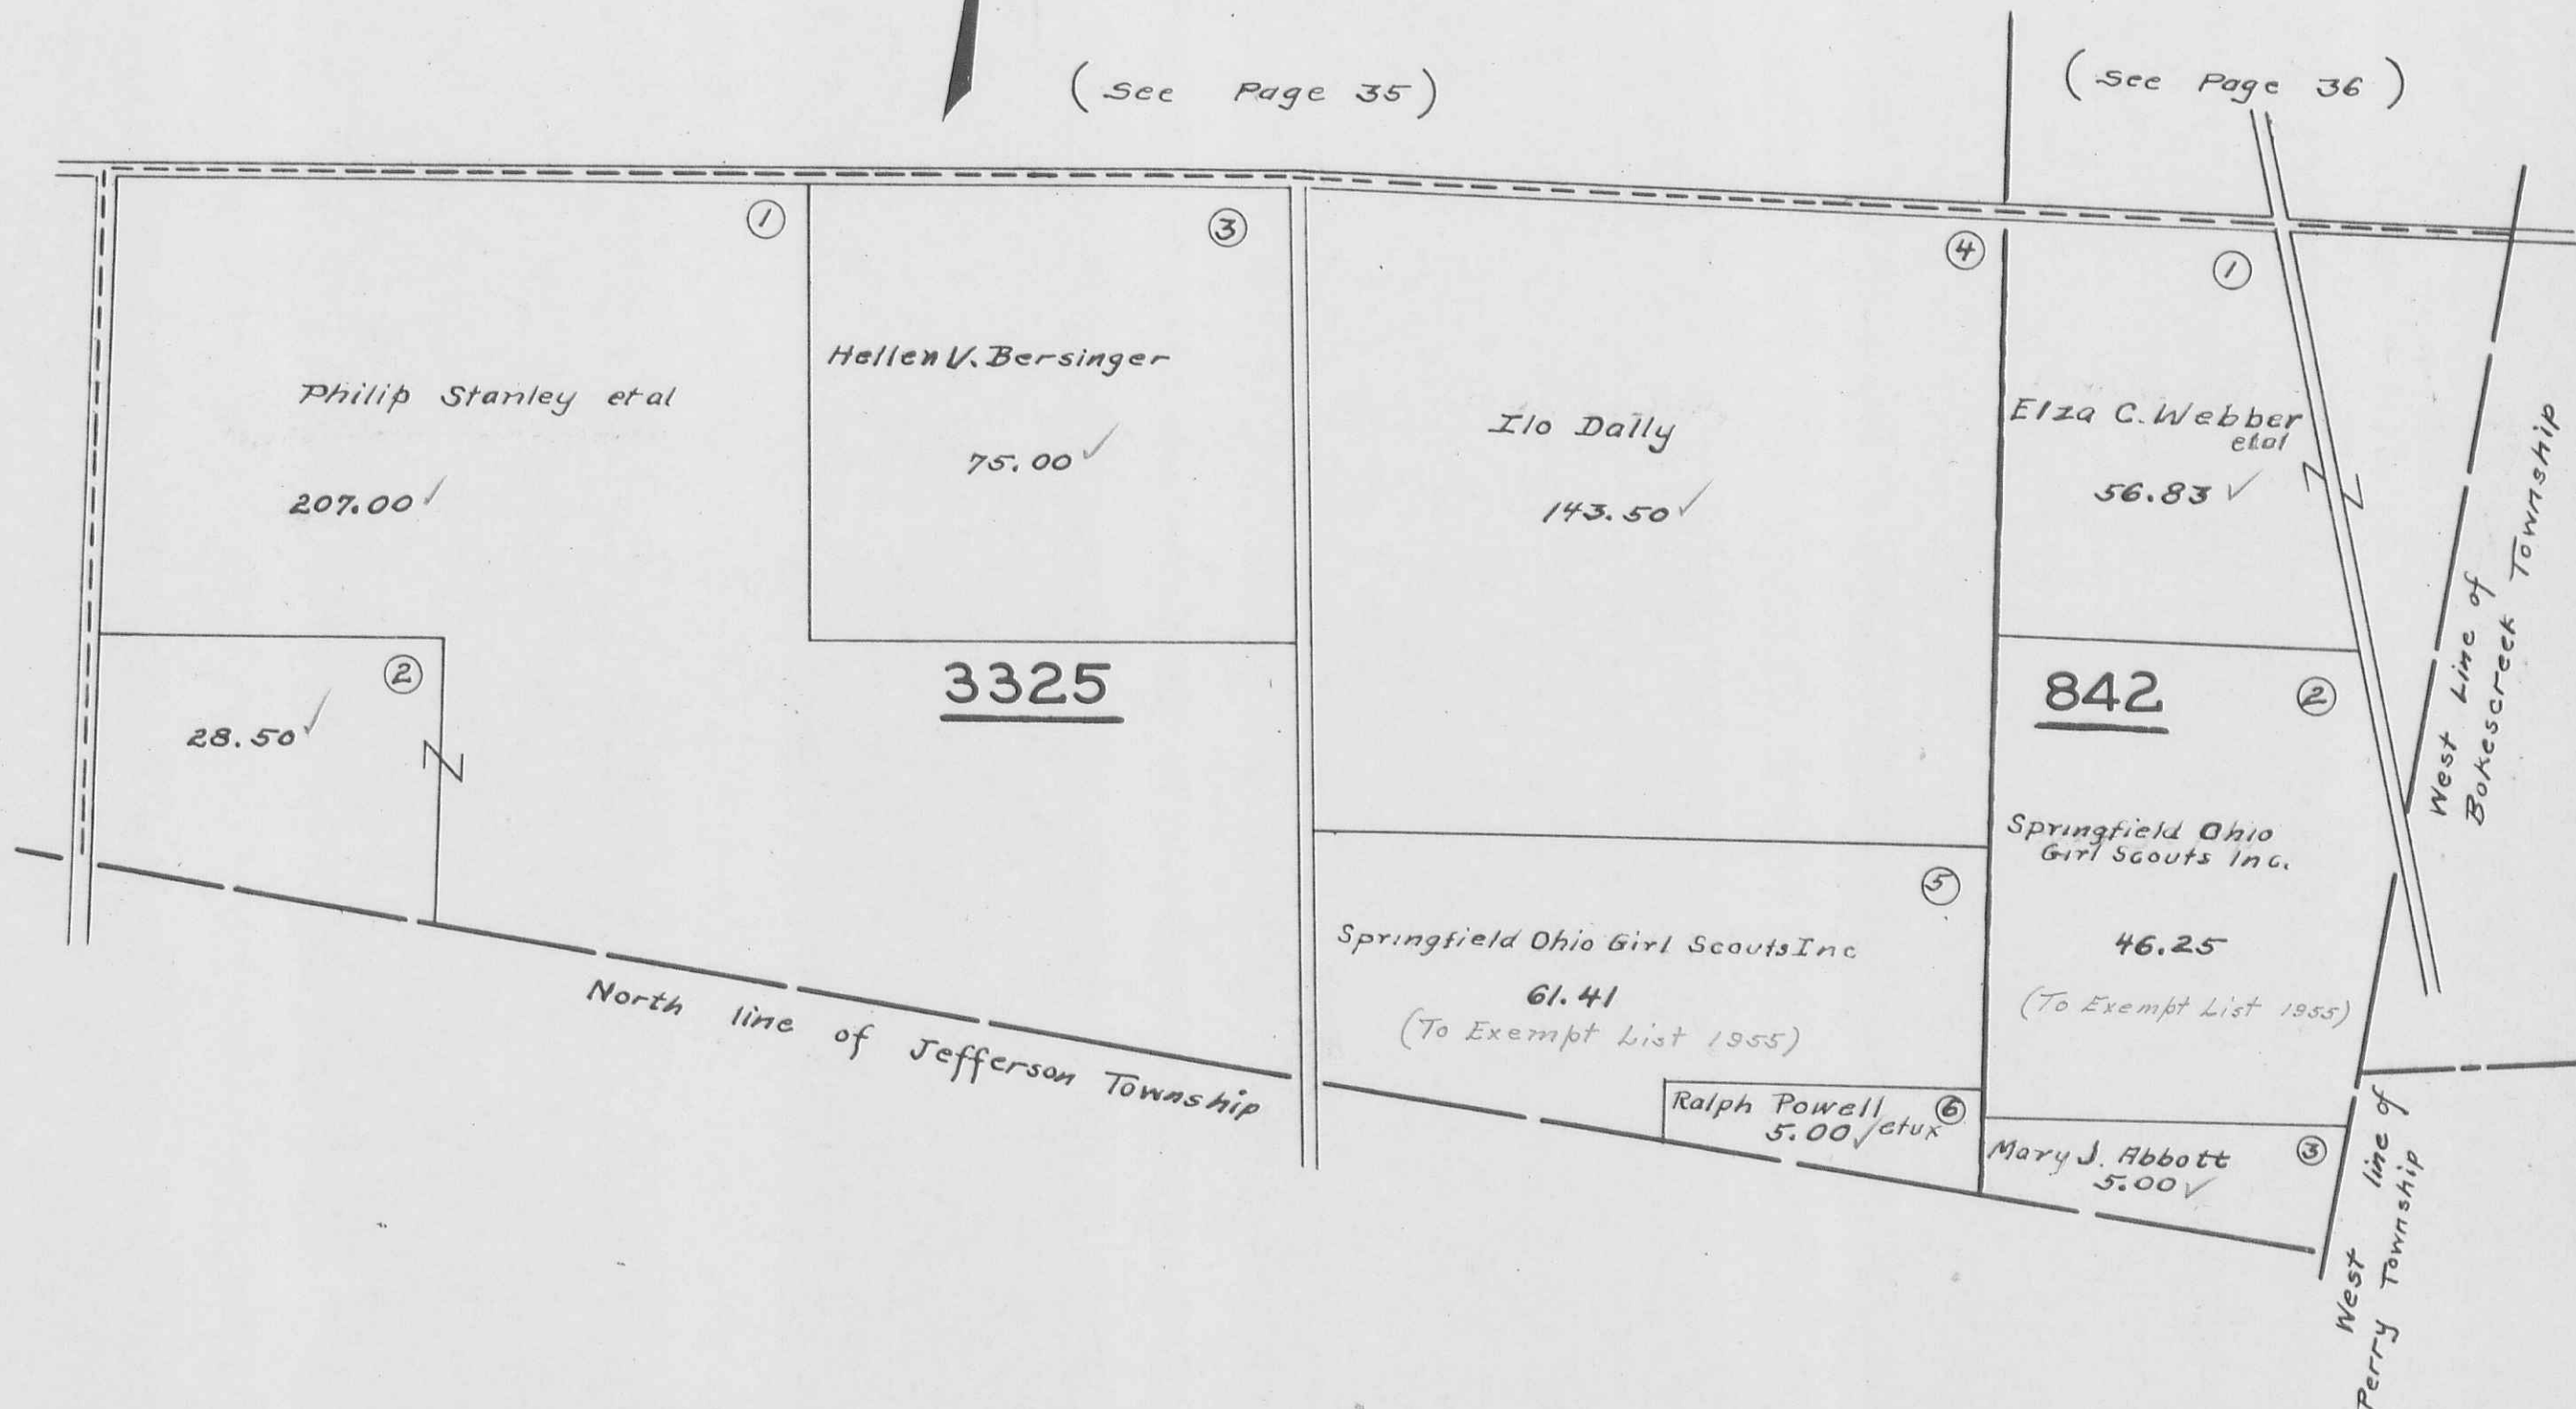 (See Page 35)
(See Page 36)
1
3
4
1
Philip Stanley et al
207.00✓
Hellen V. Bersinger
75.00✓
Ilo Dally
143.50✓
Elza C. Webber
etal
56.83✓
2
28.50✓
3325
842
2
Springfield Ohio
Girl Scouts Inc.
46.25
(To Exempt List 1955)
5
Springfield Ohio Girl Scouts Inc
61.41
(To Exempt List 1955)
Ralph Powell
5.00✓ etux
6
Mary J. Abbott
5.00✓
3
North line of Jefferson Township
West Line of
Bokescreek Township
West line of
Perry Township